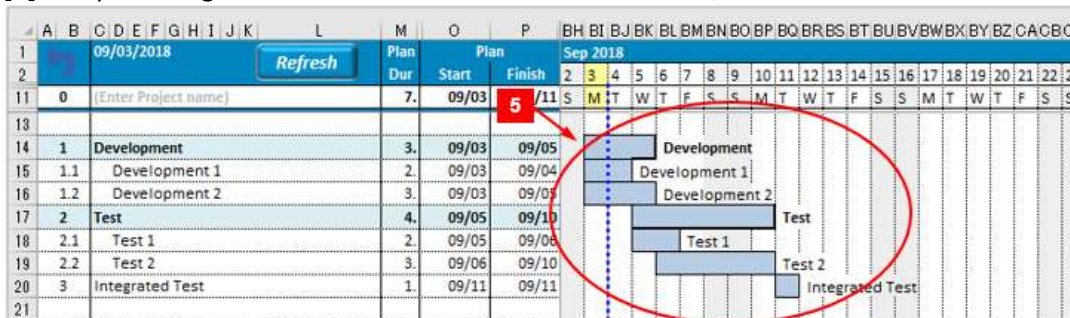 A B C D E F G H I J K L M O P BH BI BJ BK BL BM BN BO BP BQ BR BS BT BU BV BW BX BY BZ CA CB
1 09/03/2018 Refresh Plan Plan Sep 2018
2 Dur Start Finish 2 3 4 5 6 7 8 9 10 11 12 13 14 15 16 17 18 19 20 21 22
11 0 (Enter Project name) 7. 09/03 /11 S M T W T F S S M T W T F S S M T W T F S
5
13
14 1 Development 3. 09/03 09/05 Development
15 1.1 Development 1 2. 09/03 09/04 Development 1
16 1.2 Development 2 3. 09/03 09/05 Development 2
17 2 Test 4. 09/05 09/10 Test
18 2.1 Test 1 2. 09/05 09/06 Test 1
19 2.2 Test 2 3. 09/06 09/10 Test 2
20 3 Integrated Test 1. 09/11 09/11 Integrated Test
21